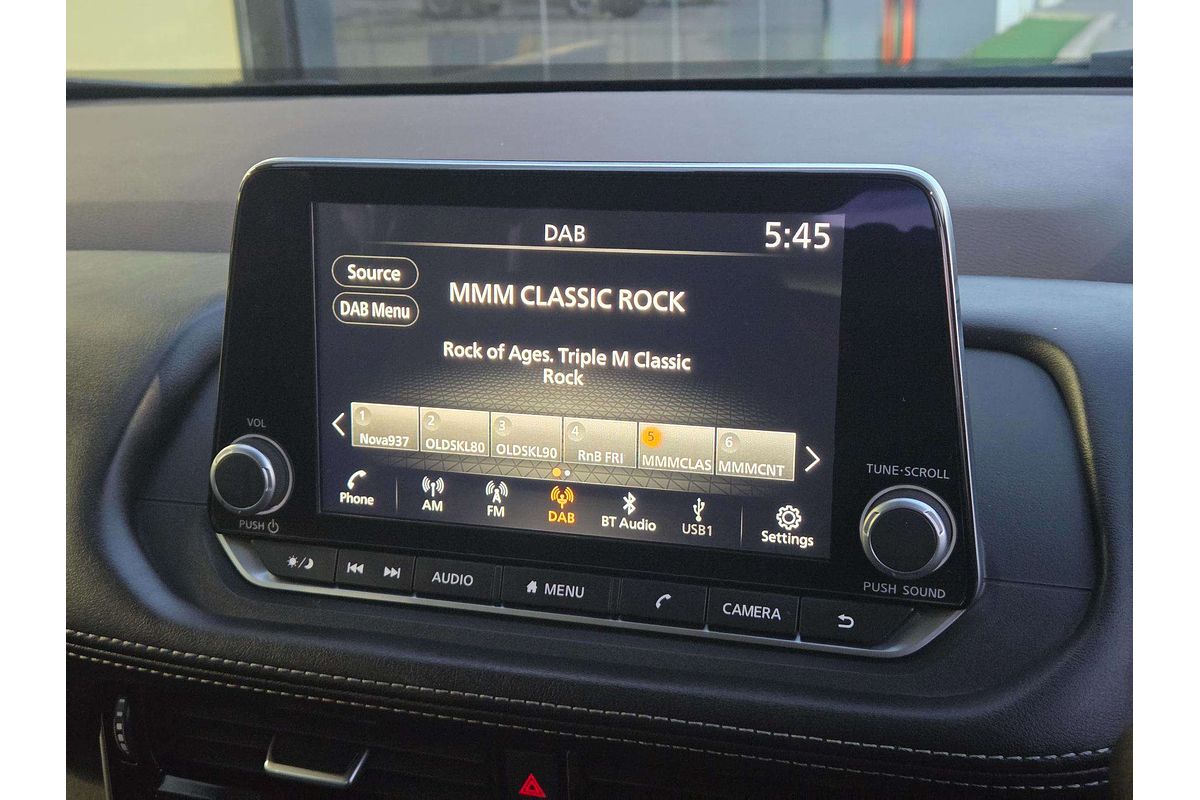 DAB
5:45
Source
MMM CLASSIC ROCK
DAB Menu
Rock of Ages. Triple M Classic
Rock
1
2
3
4
5
6
Nova937
OLDSKL80
OLDSKL90
RnB FRI
MMMCLAS
MMMCNT
Phone
AM
FM
DAB
BT Audio
USB1
Settings
VOL
PUSH
TUNE·SCROLL
PUSH SOUND
AUDIO
MENU
CAMERA